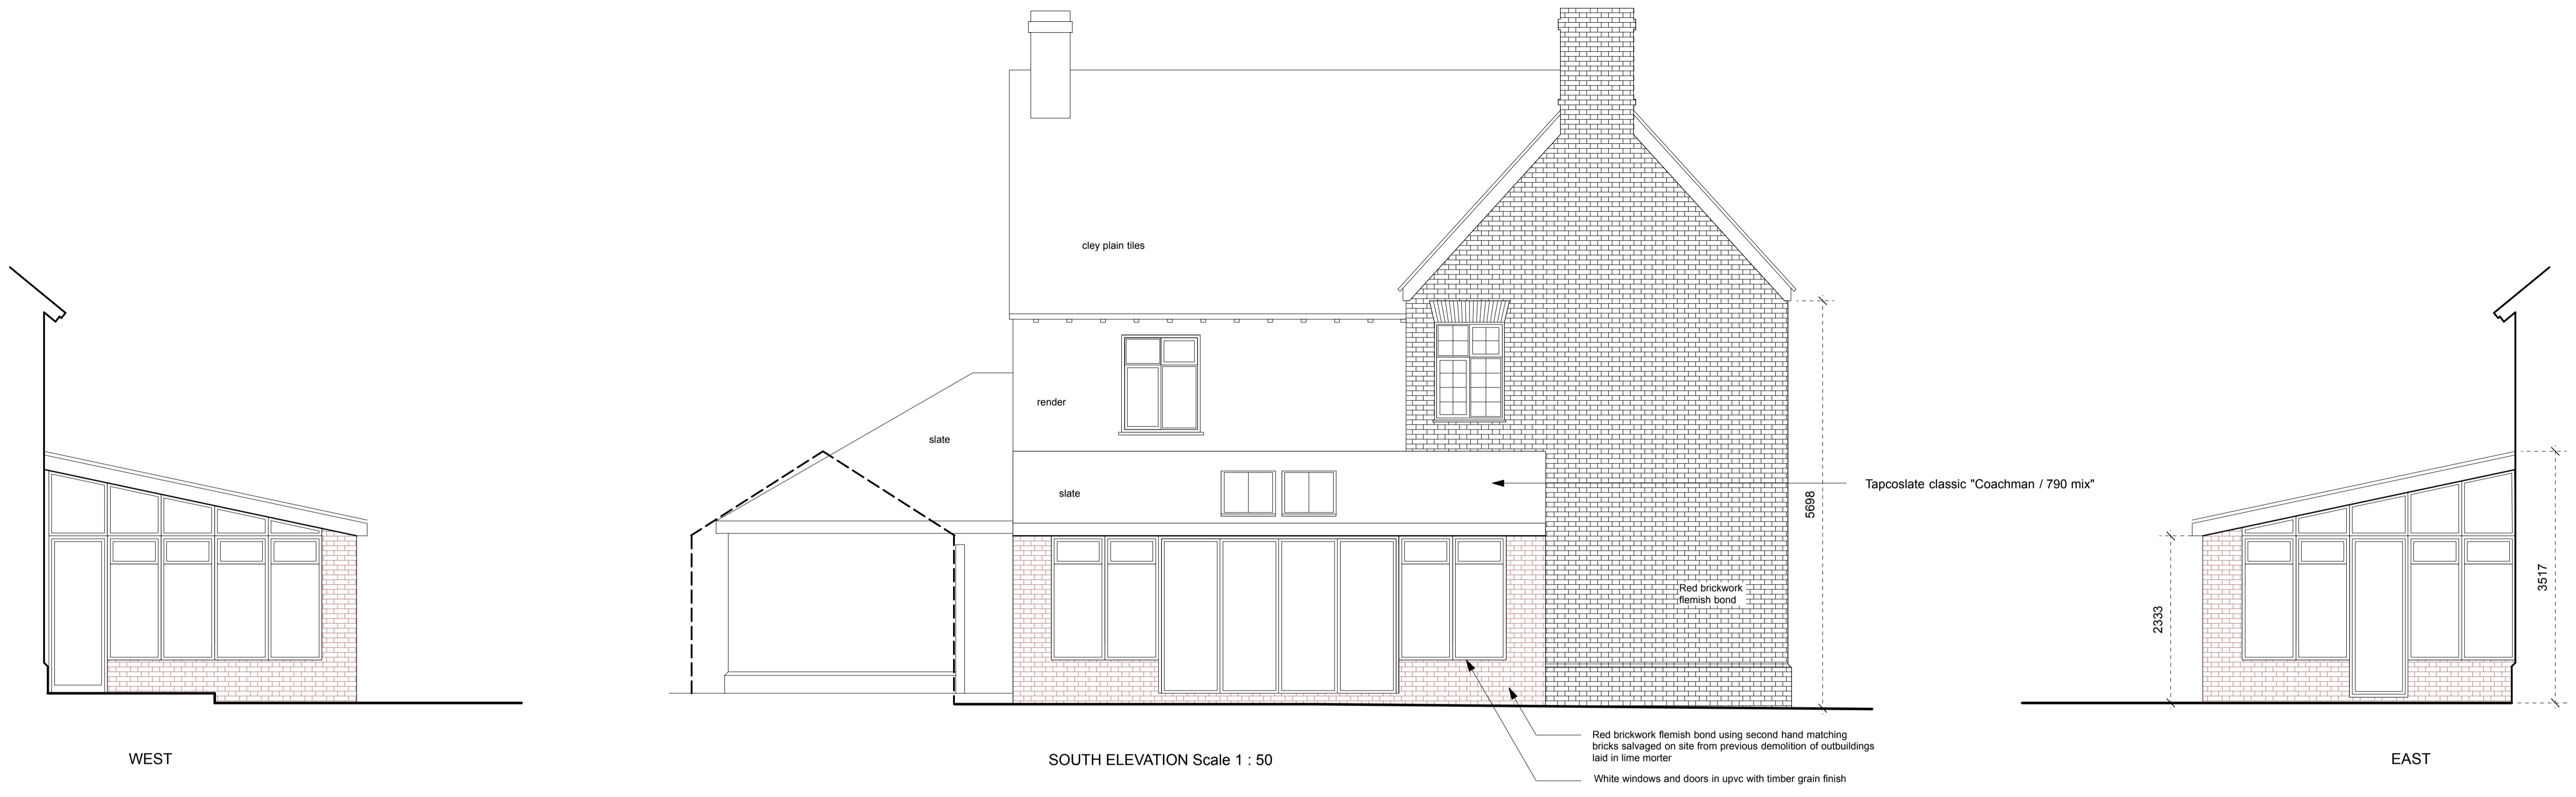 cley plain tiles
render
slate
slate
Tapcoslate classic "Coachman / 790 mix"
5698
Red brickwork
flemish bond
2333
3517
Red brickwork flemish bond using second hand matching
bricks salvaged on site from previous demolition of outbuildings
laid in lime morter
White windows and doors in upvc with timber grain finish
WEST
SOUTH ELEVATION Scale 1 : 50
EAST